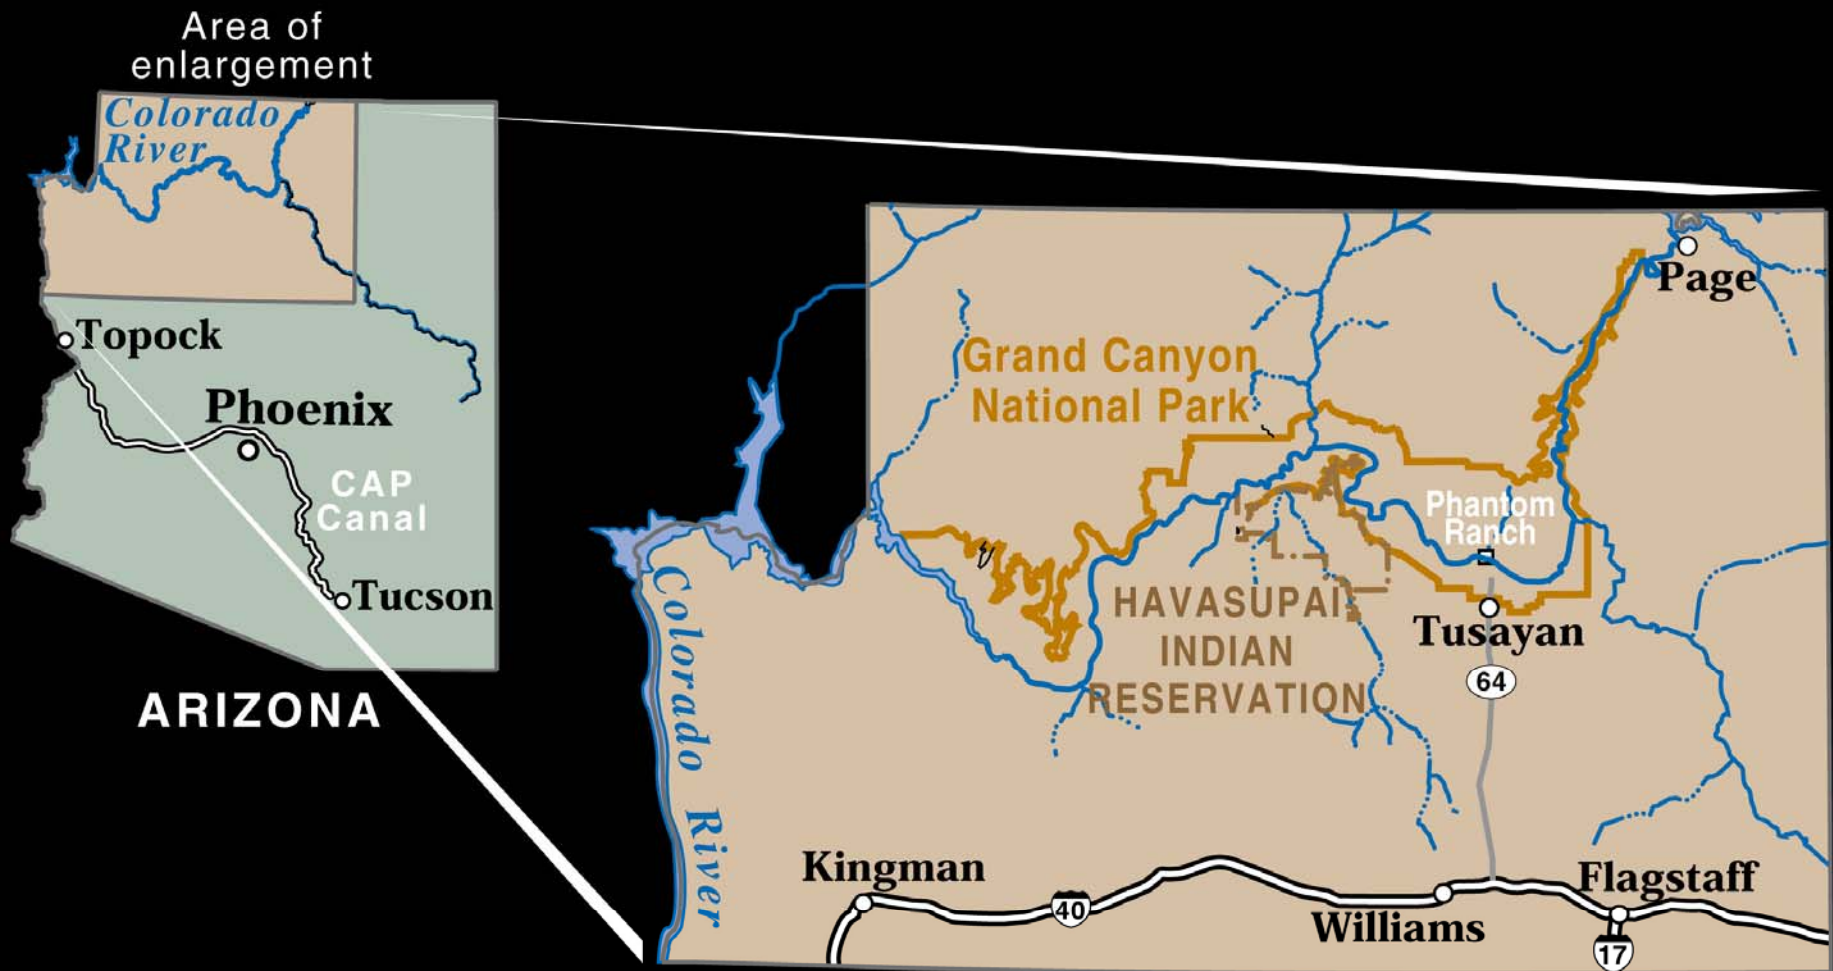 Area of
enlargement
Colorado
River
Topock
Phoenix
CAP
Canal
Tucson
ARIZONA
Grand Canyon
National Park
Page
Phantom
Ranch
HAVASUPAI
INDIAN
RESERVATION
Tusayan
64
Colorado River
Kingman
40
Williams
Flagstaff
17